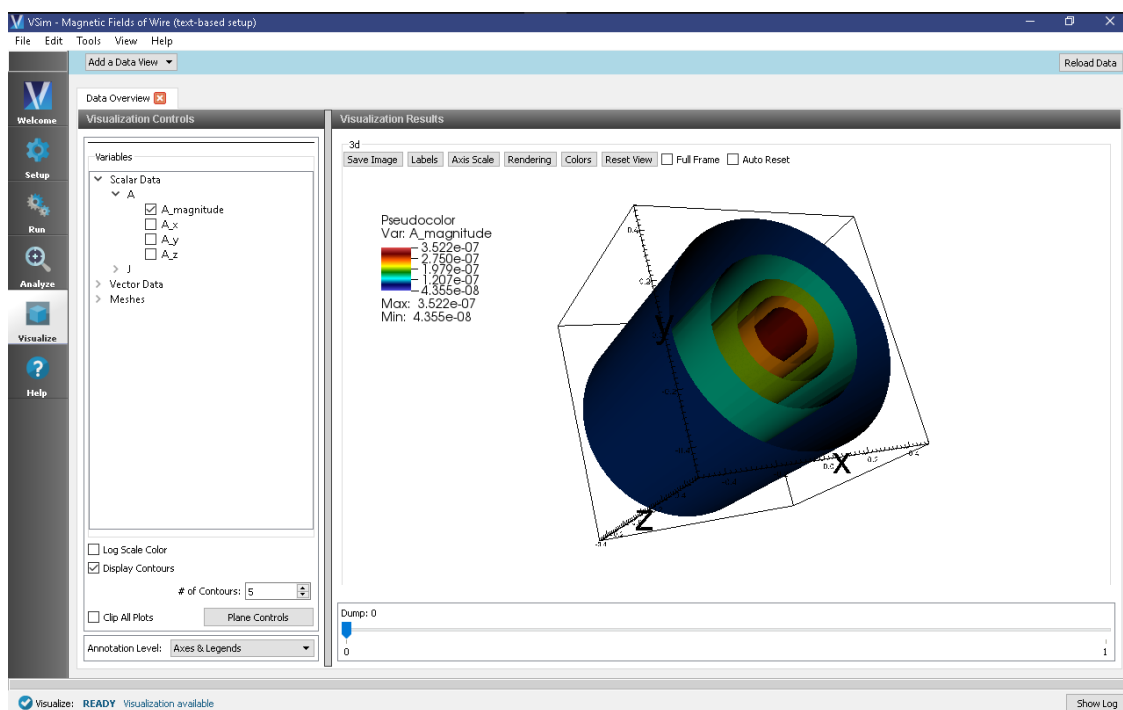 VSim - Magnetic Fields of Wire (text-based setup)
File Edit Tools View Help
Add a Data View
Reload Data
Data Overview
Welcome
Setup
Run
Analyze
Visualize
Help
Visualization Controls
Variables
Scalar Data
A
A_magnitude
A_x
A_y
A_z
J
Vector Data
Meshes
Log Scale Color
Display Contours
# of Contours: 5
Clip All Plots Plane Controls
Annotation Level: Axes & Legends
Visualization Results
3d
Save Image Labels Axis Scale Rendering Colors Reset View Full Frame Auto Reset
Pseudocolor
Var: A_magnitude
3.522e-07
2.750e-07
1.979e-07
1.207e-07
4.355e-08
Max: 3.522e-07
Min: 4.355e-08
Y
X
Z
Dump: 0
0 1
Visualize: READY Visualization available
Show Log